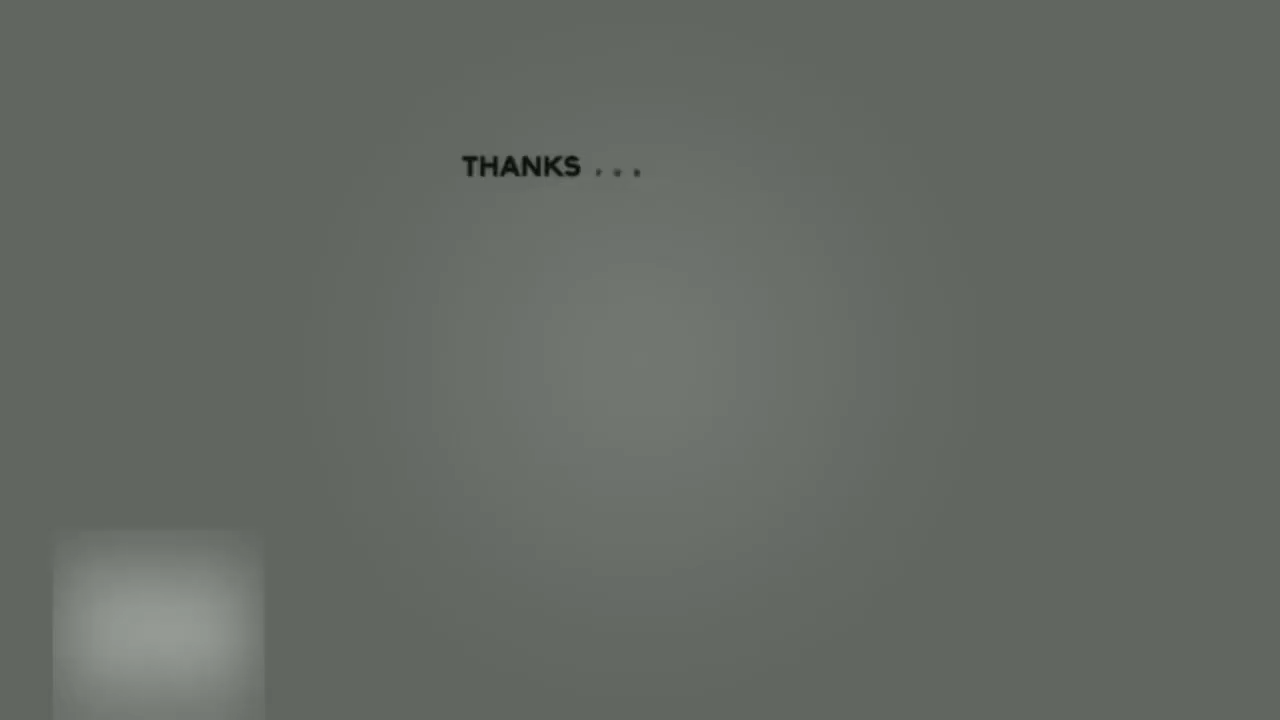 THANKS . . .